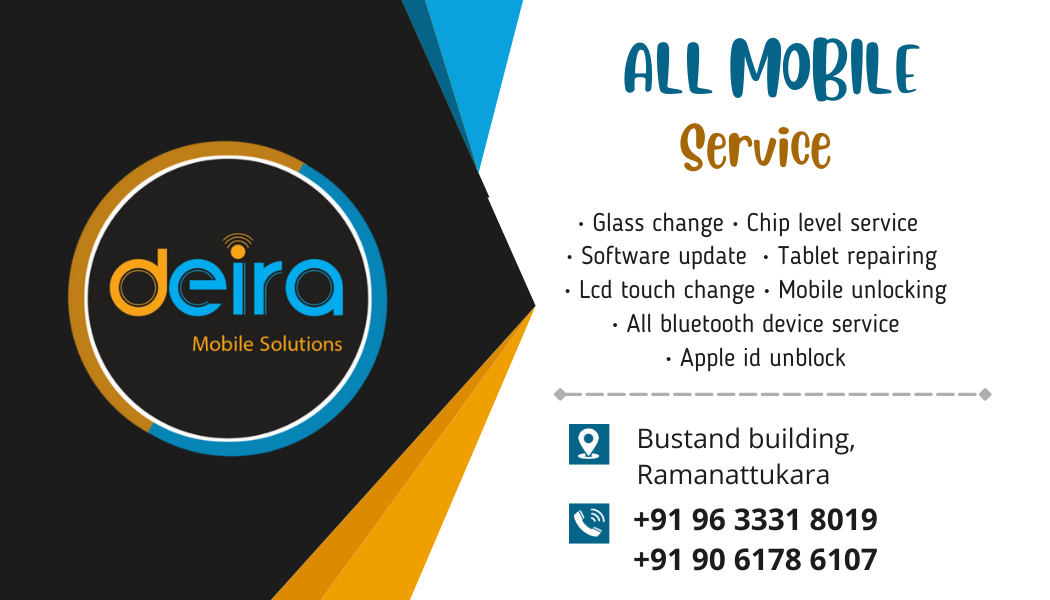 deira
Mobile Solutions
ALL MOBILE
Service
• Glass change • Chip level service
• Software update • Tablet repairing
• Lcd touch change • Mobile unlocking
• All bluetooth device service
• Apple id unblock
Bustand building,
Ramanattukara
+91 96 3331 8019
+91 90 6178 6107